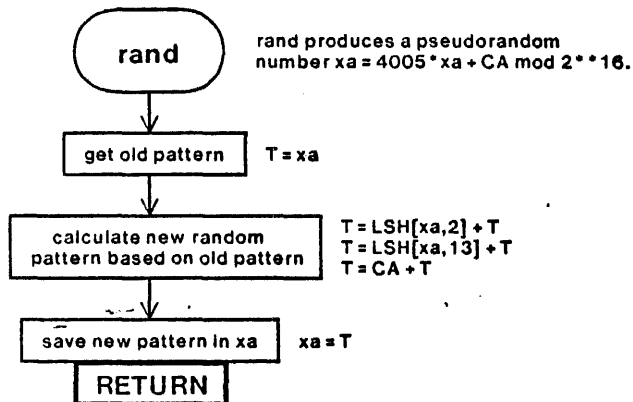 rand
rand produces a pseudorandom
number xa = 4005*xa + CA mod 2**16.
get old pattern
T = xa
calculate new random
pattern based on old pattern
T = LSH[xa,2] + T
T = LSH[xa,13] + T
T = CA + T
save new pattern in xa
xa = T
RETURN